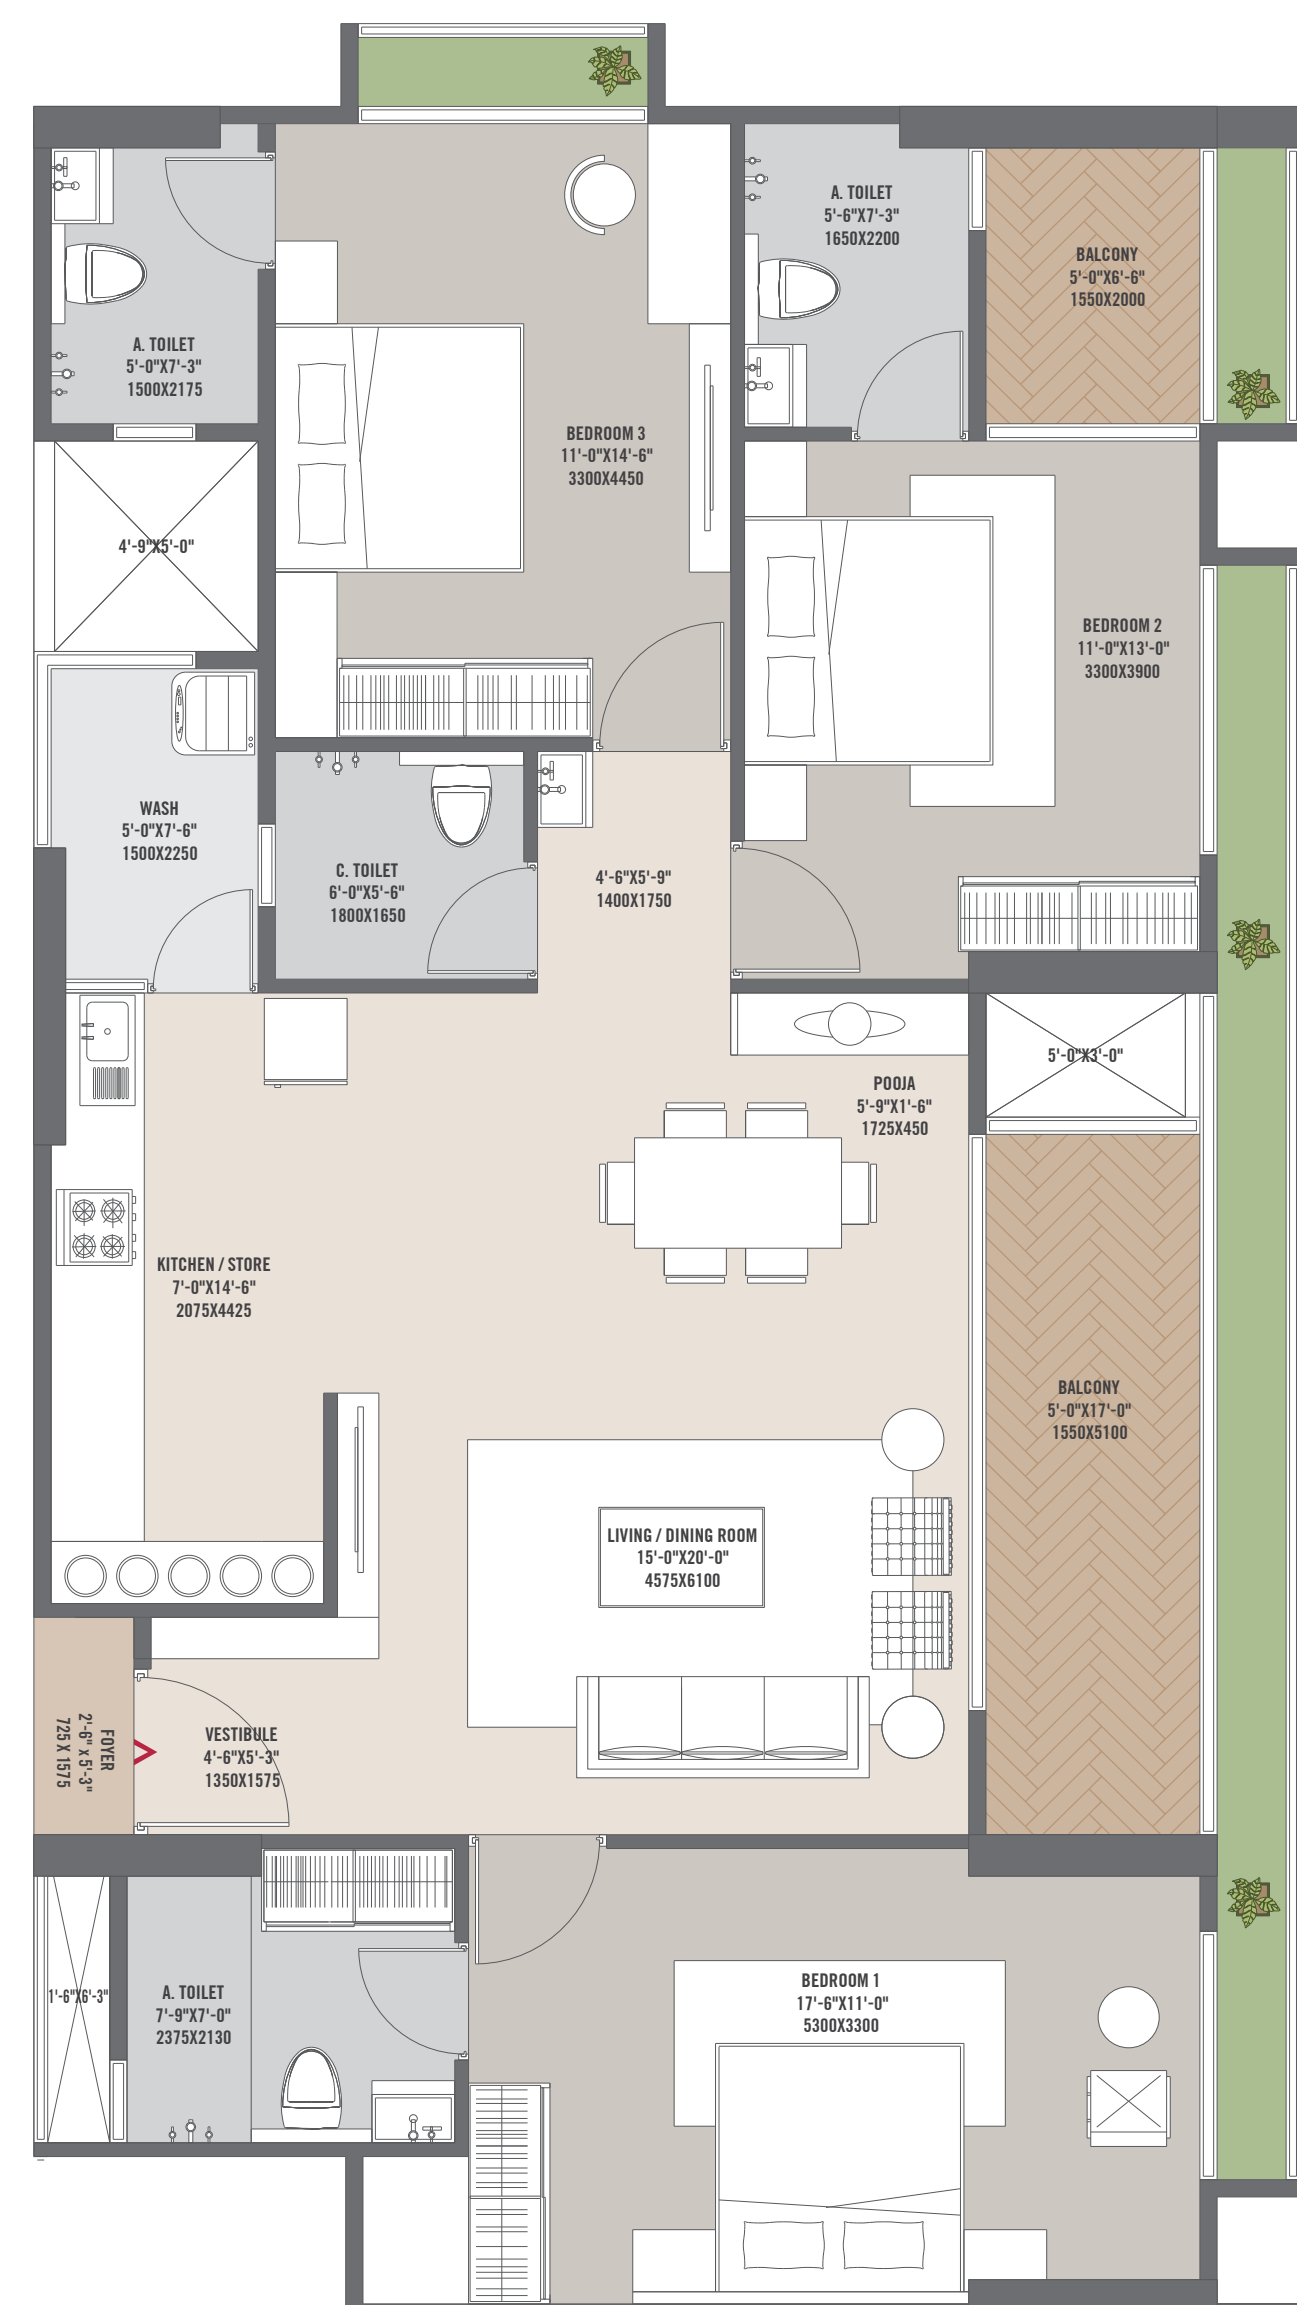 A. TOILET
5'-6"X7'-3"
1650X2200
BALCONY
5'-0"X6'-6"
1550X2000
A. TOILET
5'-0"X7'-3"
1500X2175
BEDROOM 3
11'-0"X14'-6"
3300X4450
4'-9"X5'-0"
BEDROOM 2
11'-0"X13'-0"
3300X3900
WASH
5'-0"X7'-6"
1500X2250
C. TOILET
6'-0"X5'-6"
1800X1650
4'-6"X5'-9"
1400X1750
5'-0"X3'-0"
POOJA
5'-9"X1'-6"
1725X450
KITCHEN / STORE
7'-0"X14'-6"
2075X4425
BALCONY
5'-0"X17'-0"
1550X5100
LIVING / DINING ROOM
15'-0"X20'-0"
4575X6100
FOYER
2'-6" x 5'-3"
725 X 1575
VESTIBULE
4'-6"X5'-3"
1350X1575
1'-6"X6'-3"
A. TOILET
7'-9"X7'-0"
2375X2130
BEDROOM 1
17'-6"X11'-0"
5300X3300